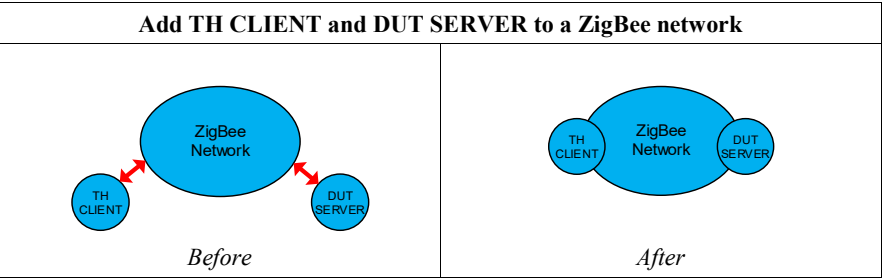 Add TH CLIENT and DUT SERVER to a ZigBee network
ZigBee
Network
TH
CLIENT
DUT
SERVER
Before
TH
CLIENT
ZigBee
Network
DUT
SERVER
After